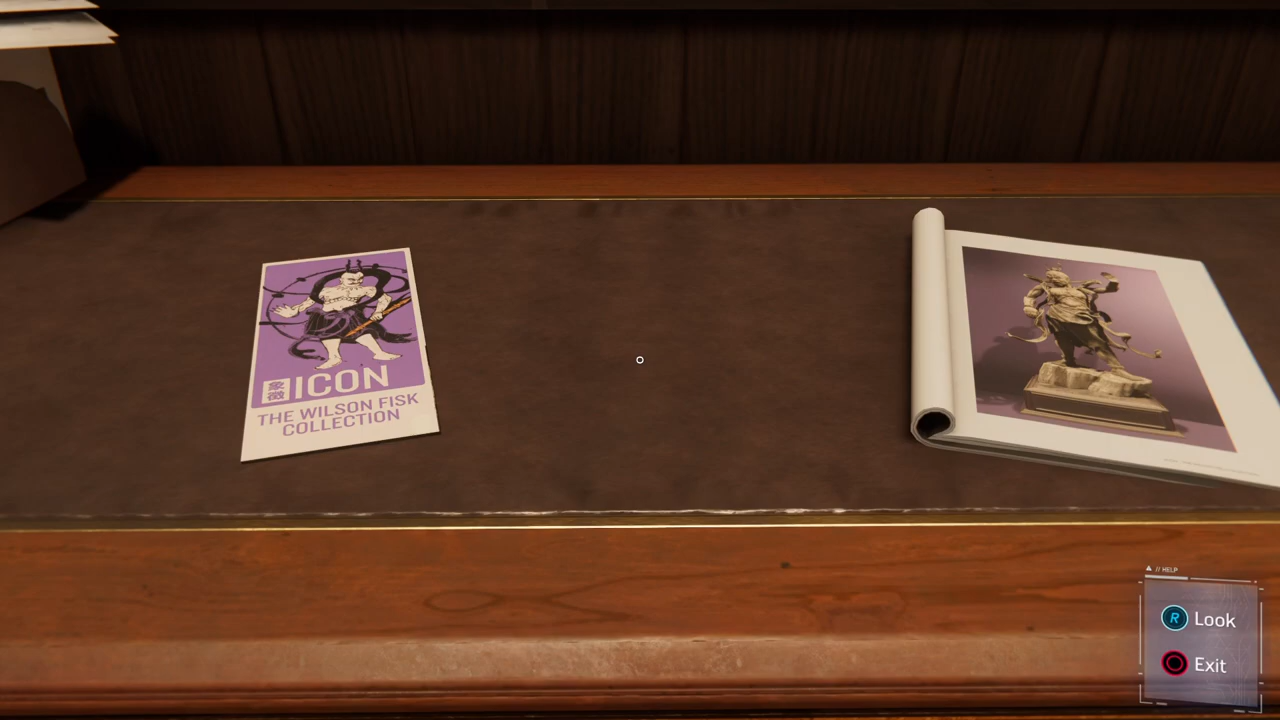 象徴
ICON
THE WILSON FISK
COLLECTION
// HELP
R Look
Exit